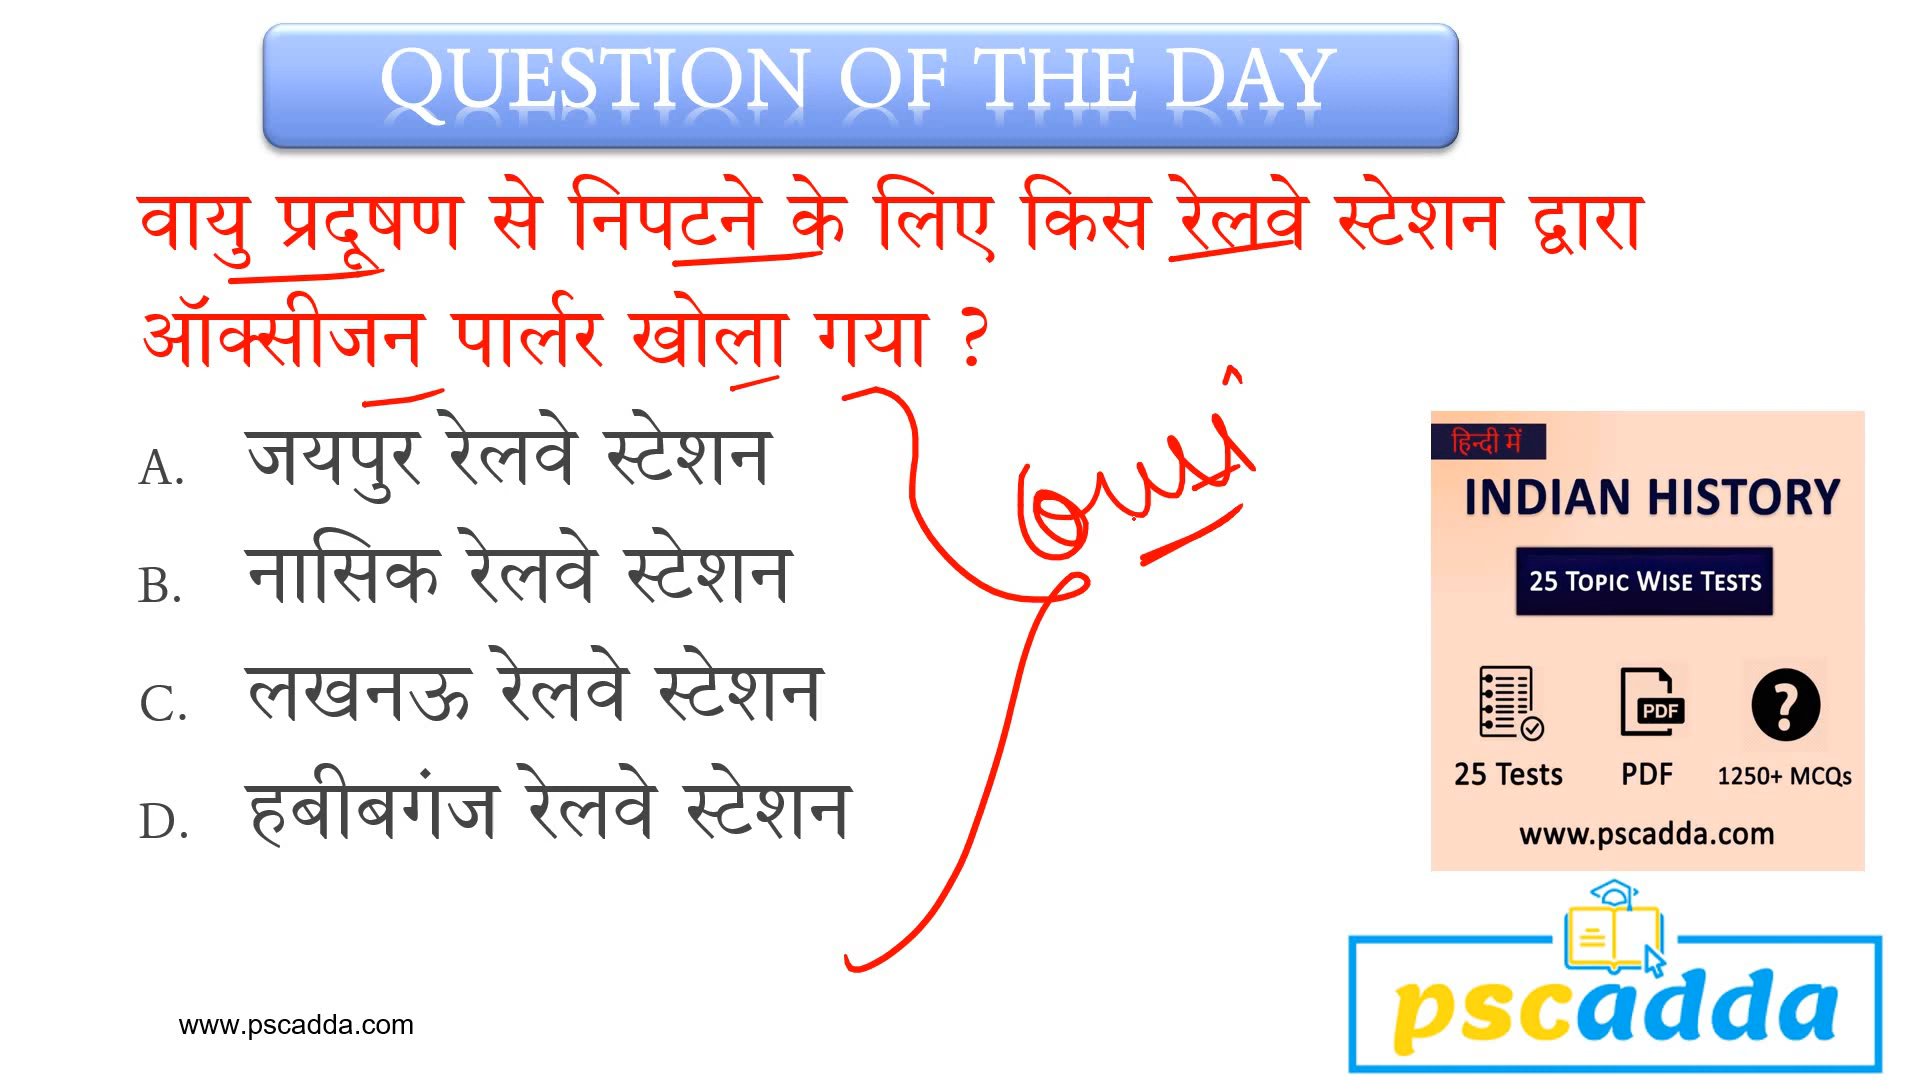 QUESTION OF THE DAY
वायु प्रदूषण से निपटने के लिए किस रेलवे स्टेशन द्वारा
ऑक्सीजन पार्लर खोला गया ?
A. जयपुर रेलवे स्टेशन
B. नासिक रेलवे स्टेशन
C. लखनऊ रेलवे स्टेशन
D. हबीबगंज रेलवे स्टेशन
हिन्दी में
INDIAN HISTORY
25 TOPIC WISE TESTS
PDF
?
25 Tests PDF 1250+ MCQs
www.pscadda.com
pscadda
www.pscadda.com